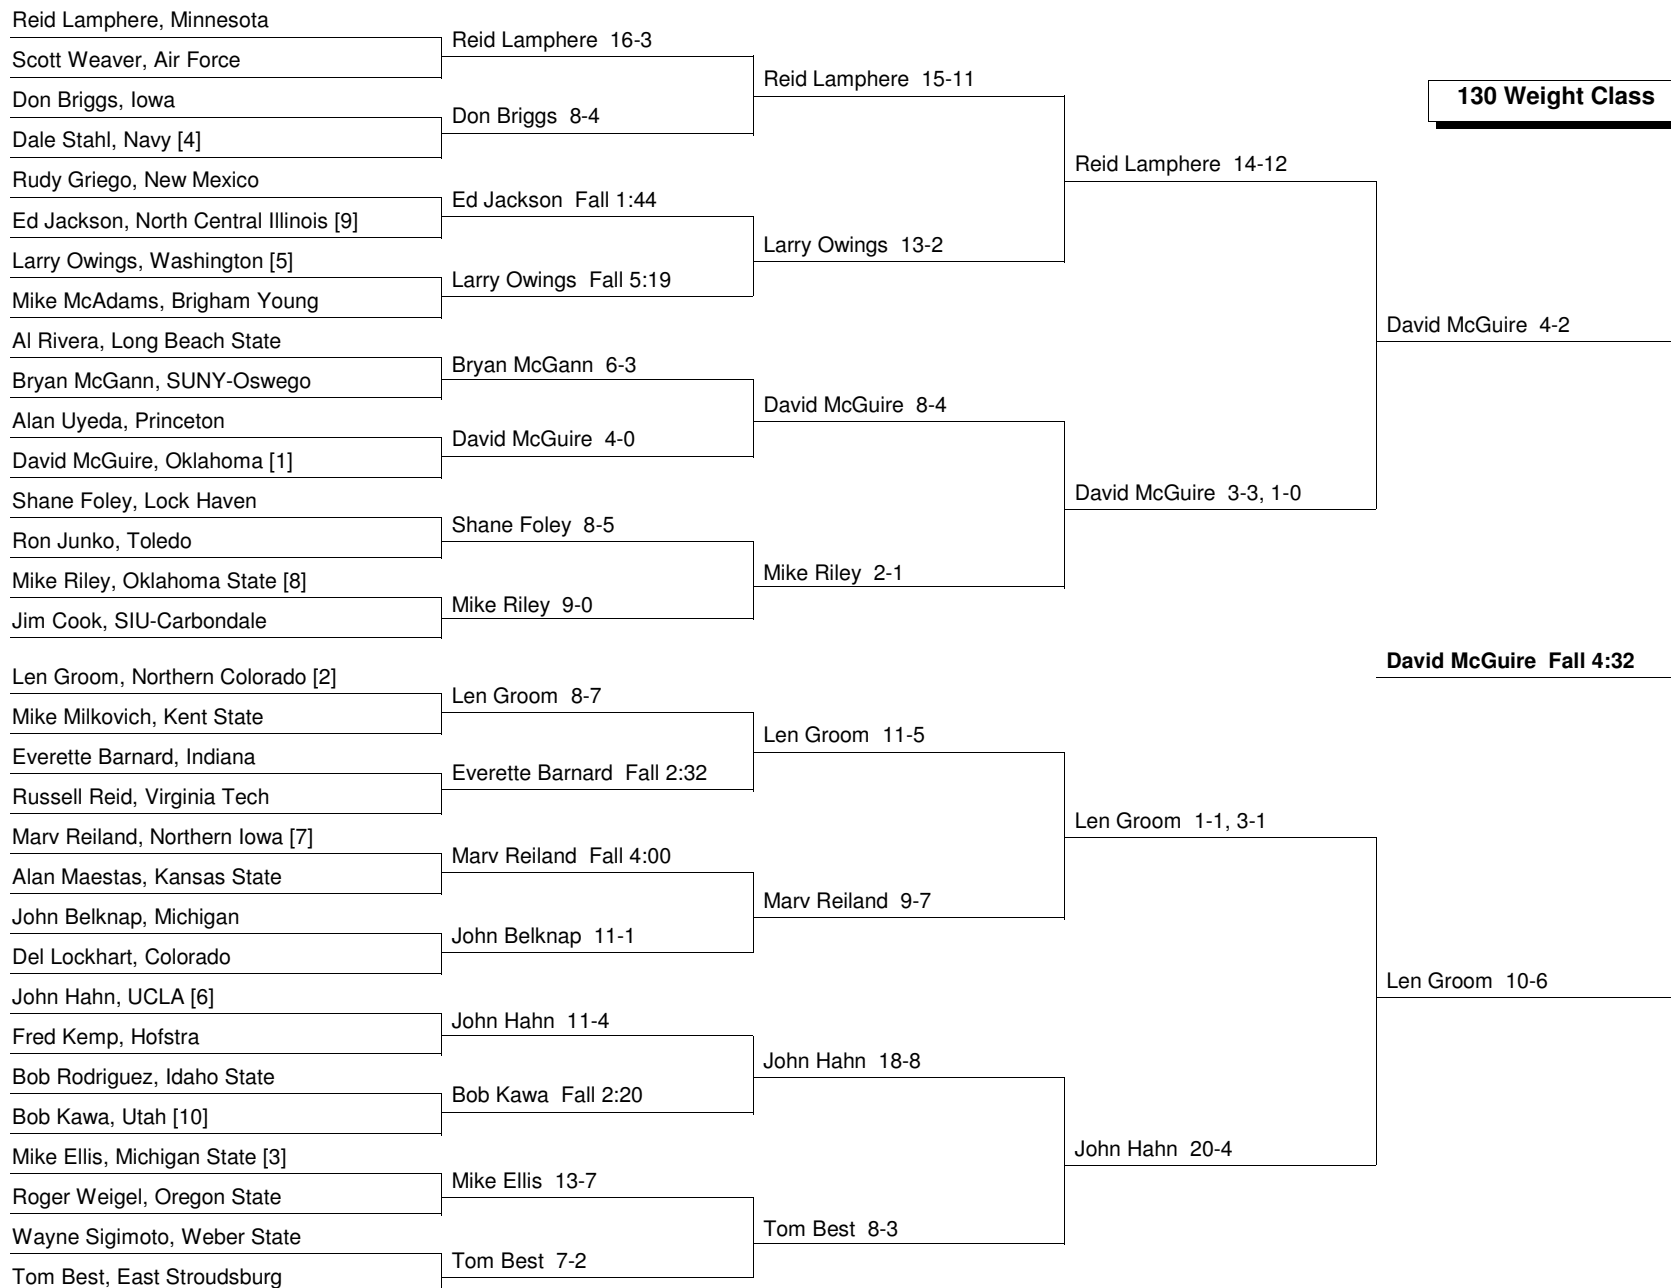 Reid Lamphere, Minnesota
Scott Weaver, Air Force
Don Briggs, Iowa
Dale Stahl, Navy [4]
Rudy Griego, New Mexico
Ed Jackson, North Central Illinois [9]
Larry Owings, Washington [5]
Mike McAdams, Brigham Young
Al Rivera, Long Beach State
Bryan McGann, SUNY-Oswego
Alan Uyeda, Princeton
David McGuire, Oklahoma [1]
Shane Foley, Lock Haven
Ron Junko, Toledo
Mike Riley, Oklahoma State [8]
Jim Cook, SIU-Carbondale
Len Groom, Northern Colorado [2]
Mike Milkovich, Kent State
Everette Barnard, Indiana
Russell Reid, Virginia Tech
Marv Reiland, Northern Iowa [7]
Alan Maestas, Kansas State
John Belknap, Michigan
Del Lockhart, Colorado
John Hahn, UCLA [6]
Fred Kemp, Hofstra
Bob Rodriguez, Idaho State
Bob Kawa, Utah [10]
Mike Ellis, Michigan State [3]
Roger Weigel, Oregon State
Wayne Sigimoto, Weber State
Tom Best, East Stroudsburg
Reid Lamphere 16-3
Don Briggs 8-4
Ed Jackson Fall 1:44
Larry Owings Fall 5:19
Bryan McGann 6-3
David McGuire 4-0
Shane Foley 8-5
Mike Riley 9-0
Len Groom 8-7
Everette Barnard Fall 2:32
Marv Reiland Fall 4:00
John Belknap 11-1
John Hahn 11-4
Bob Kawa Fall 2:20
Mike Ellis 13-7
Tom Best 7-2
Reid Lamphere 15-11
Larry Owings 13-2
David McGuire 8-4
Mike Riley 2-1
Len Groom 11-5
Marv Reiland 9-7
John Hahn 18-8
Tom Best 8-3
Reid Lamphere 14-12
David McGuire 3-3, 1-0
Len Groom 1-1, 3-1
John Hahn 20-4
130 Weight Class
David McGuire 4-2
David McGuire Fall 4:32
Len Groom 10-6